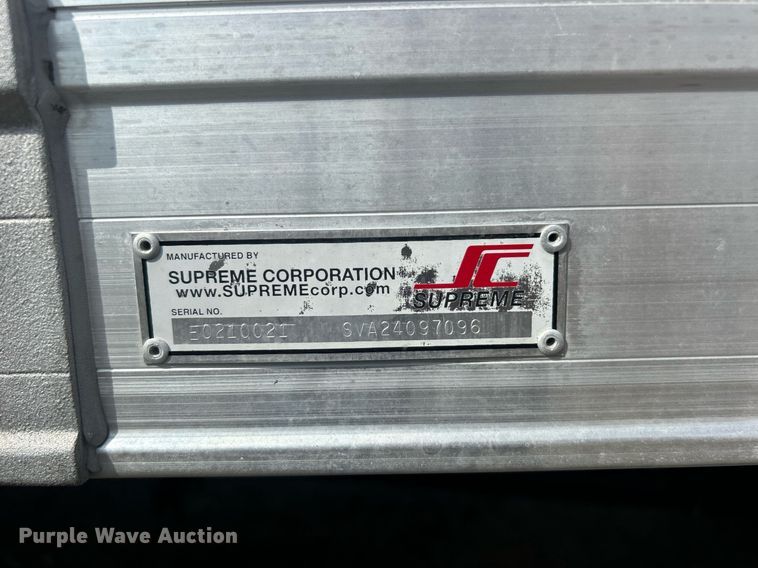 MANUFACTURED BY
SUPREME CORPORATION
www.SUPREMEcorp.com
SC
SUPREME
SERIAL NO.
E0210021 SVA24097096
Purple Wave Auction